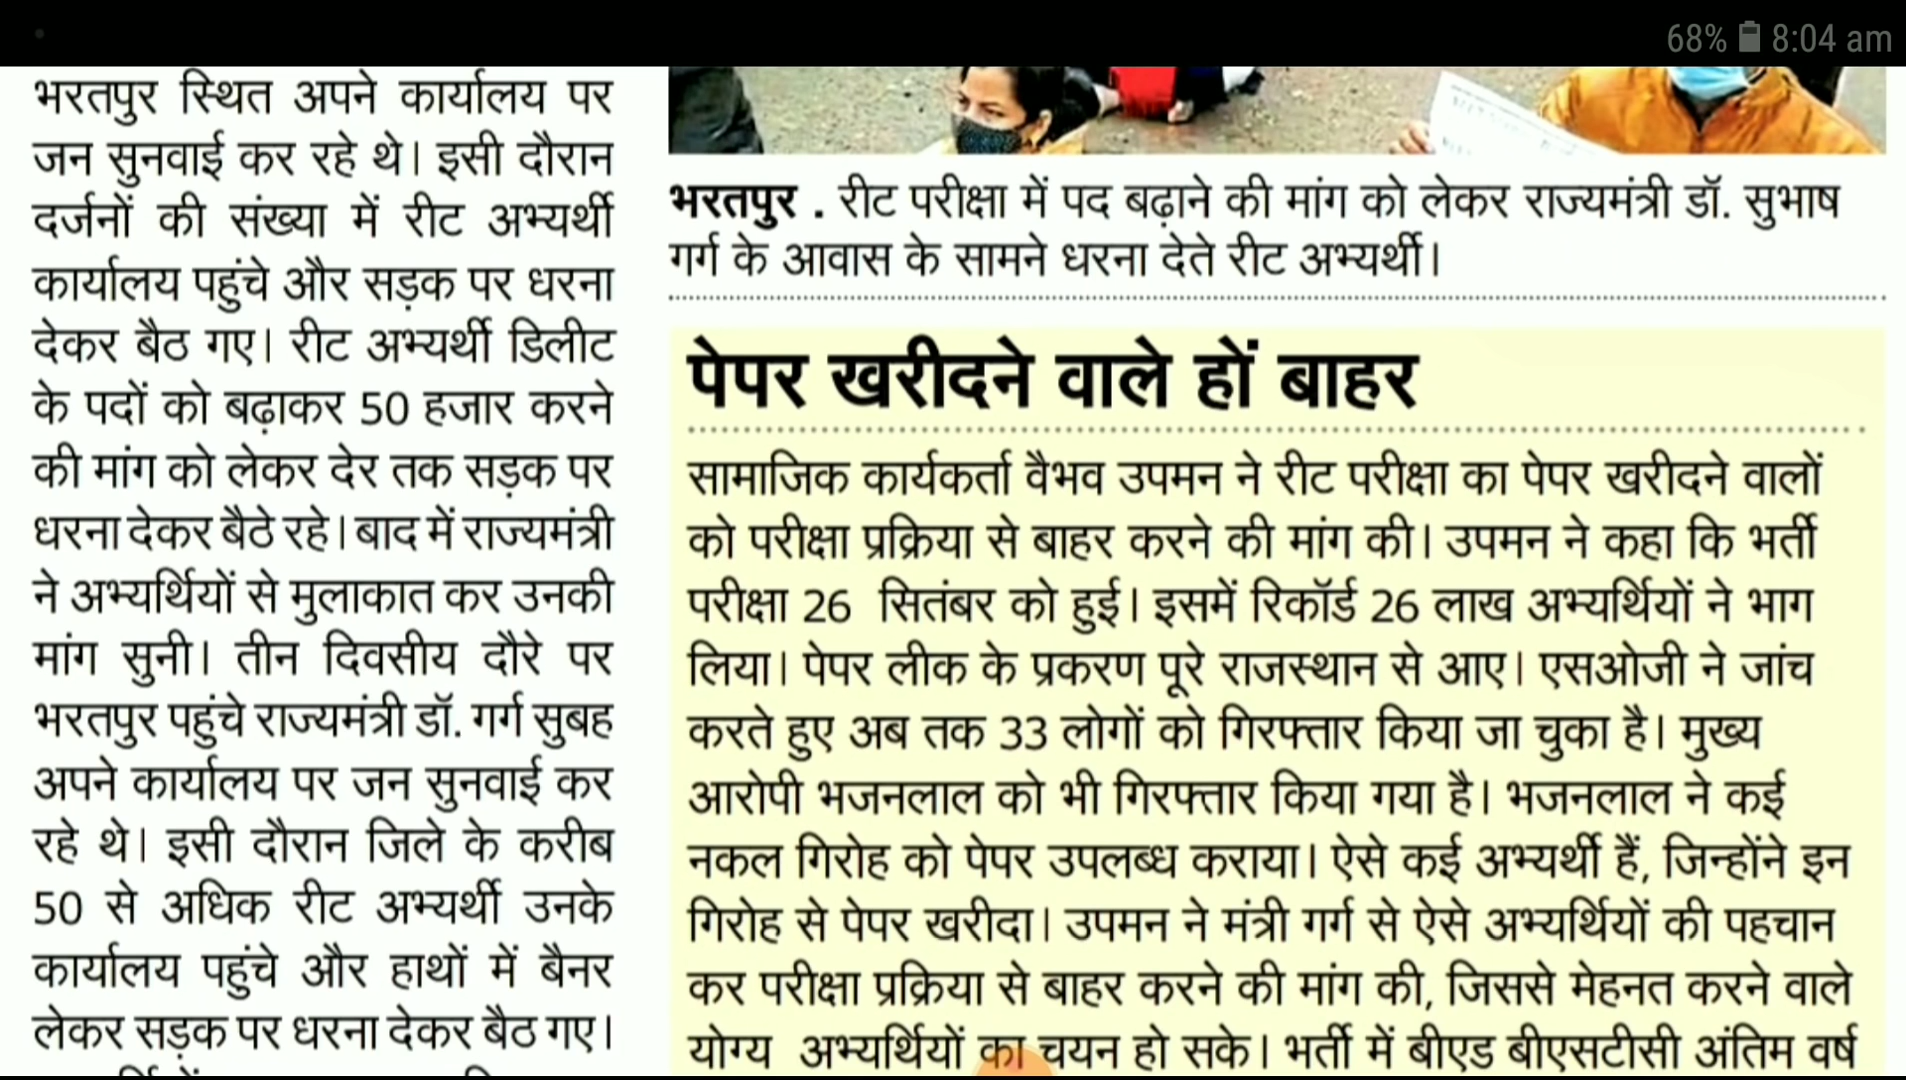 68% 8:04 am
भरतपुर स्थित अपने कार्यालय पर
जन सुनवाई कर रहे थे। इसी दौरान
दर्जनों की संख्या में रीट अभ्यर्थी
कार्यालय पहुंचे और सड़क पर धरना
देकर बैठ गए। रीट अभ्यर्थी डिलीट
के पदों को बढ़ाकर 50 हजार करने
की मांग को लेकर देर तक सड़क पर
धरना देकर बैठे रहे। बाद में राज्यमंत्री
ने अभ्यर्थियों से मुलाकात कर उनकी
मांग सुनी। तीन दिवसीय दौरे पर
भरतपुर पहुंचे राज्यमंत्री डॉ. गर्ग सुबह
अपने कार्यालय पर जन सुनवाई कर
रहे थे। इसी दौरान जिले के करीब
50 से अधिक रीट अभ्यर्थी उनके
कार्यालय पहुंचे और हाथों में बैनर
लेकर सड़क पर धरना देकर बैठ गए।
भरतपुर . रीट परीक्षा में पद बढ़ाने की मांग को लेकर राज्यमंत्री डॉ. सुभाष
गर्ग के आवास के सामने धरना देते रीट अभ्यर्थी।
पेपर खरीदने वाले हों बाहर
सामाजिक कार्यकर्ता वैभव उपमन ने रीट परीक्षा का पेपर खरीदने वालों
को परीक्षा प्रक्रिया से बाहर करने की मांग की। उपमन ने कहा कि भर्ती
परीक्षा 26 सितंबर को हुई। इसमें रिकॉर्ड 26 लाख अभ्यर्थियों ने भाग
लिया। पेपर लीक के प्रकरण पूरे राजस्थान से आए। एसओजी ने जांच
करते हुए अब तक 33 लोगों को गिरफ्तार किया जा चुका है। मुख्य
आरोपी भजनलाल को भी गिरफ्तार किया गया है। भजनलाल ने कई
नकल गिरोह को पेपर उपलब्ध कराया। ऐसे कई अभ्यर्थी हैं, जिन्होंने इन
गिरोह से पेपर खरीदा। उपमन ने मंत्री गर्ग से ऐसे अभ्यर्थियों की पहचान
कर परीक्षा प्रक्रिया से बाहर करने की मांग की, जिससे मेहनत करने वाले
योग्य अभ्यर्थियों का चयन हो सके। भर्ती में बीएड बीएसटीसी अंतिम वर्ष